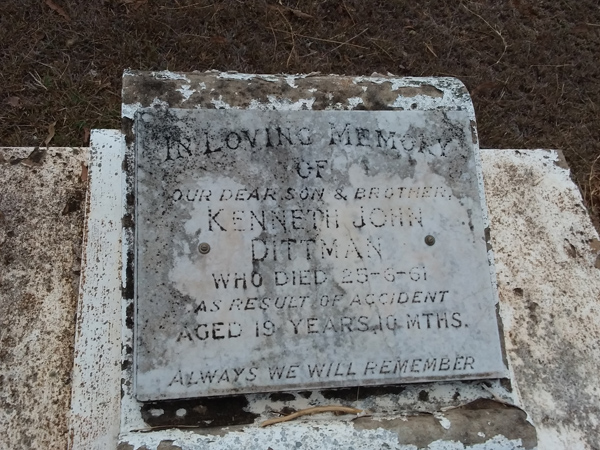 IN LOVING MEMORY
OF
OUR DEAR SON & BROTHER
KENNETH JOHN
DITTMAN
WHO DIED 25-6-61
AS RESULT OF ACCIDENT
AGED 19 YEARS, 10 MTHS.
ALWAYS WE WILL REMEMBER